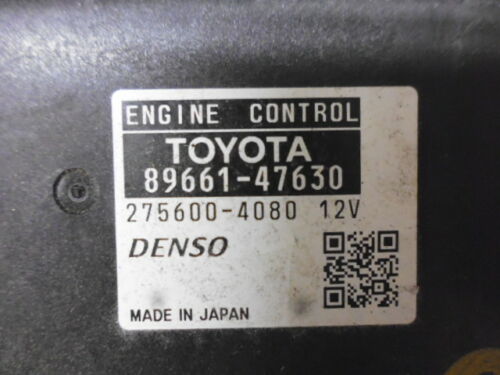 ENGINE CONTROL
TOYOTA
89661-47630
275600-4080 12V
DENSO
MADE IN JAPAN